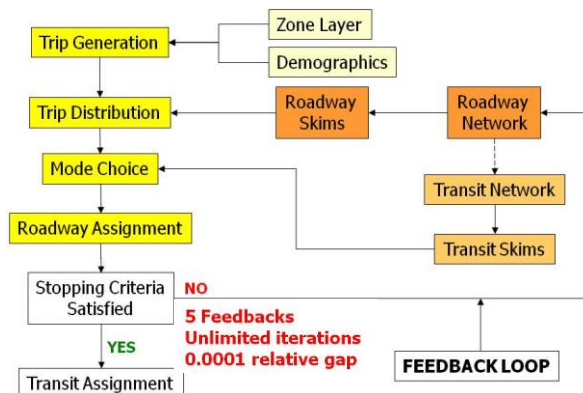 Zone Layer
Trip Generation
Demographics
Trip Distribution
Roadway
Skims
Roadway
Network
Mode Choice
Transit Network
Roadway Assignment
Transit Skims
Stopping Criteria
Satisfied
NO
5 Feedbacks
Unlimited iterations
0.0001 relative gap
YES
FEEDBACK LOOP
Transit Assignment